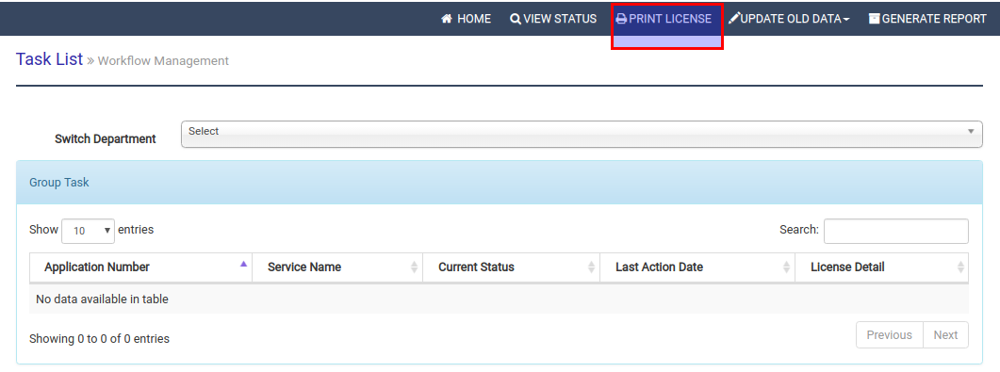 HOME VIEW STATUS PRINT LICENSE UPDATE OLD DATA GENERATE REPORT
Task List » Workflow Management
Switch Department Select
Group Task
Show 10 entries Search:
Application Number Service Name Current Status Last Action Date License Detail
No data available in table
Showing 0 to 0 of 0 entries Previous Next